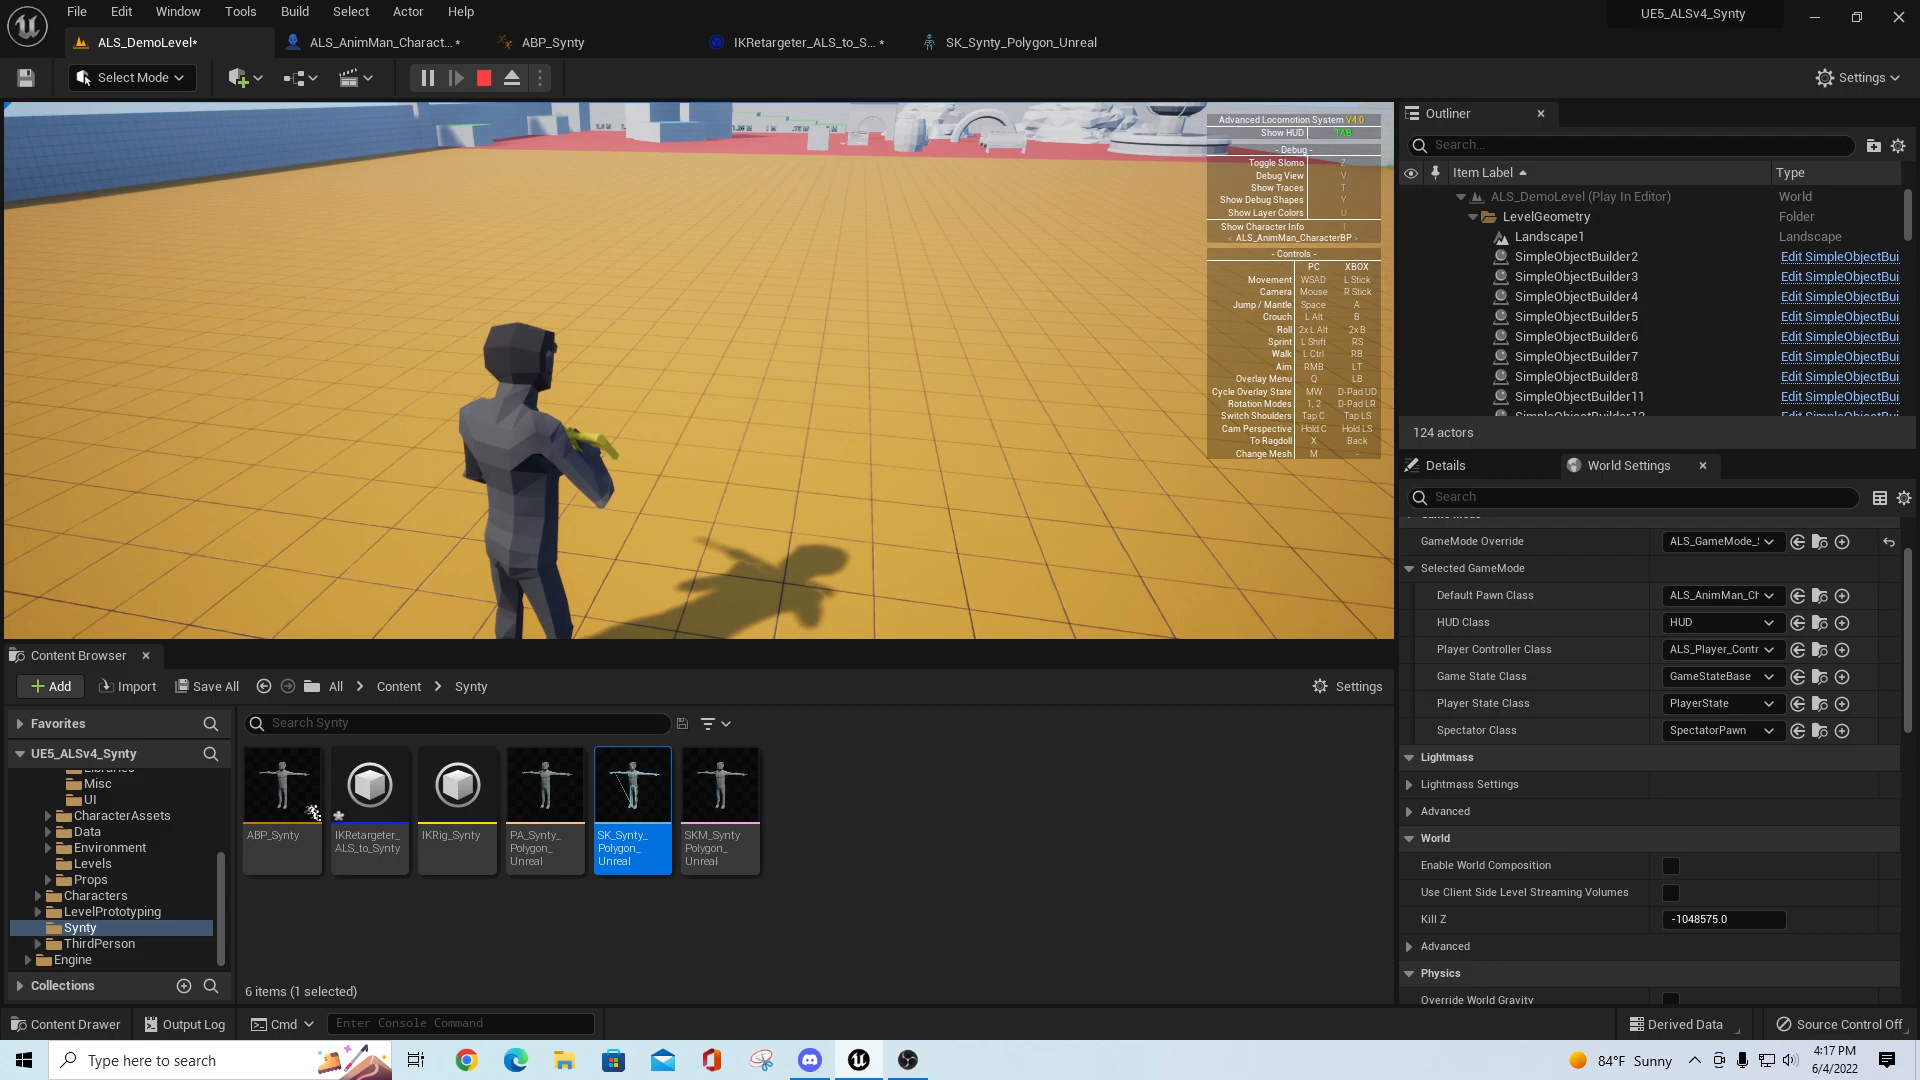 File Edit Window Tools Build Select Actor Help
UE5_ALSv4_Synty
ALS_DemoLevel*
ALS_AnimMan_Charact... *
ABP_Synty
IKRetargeter_ALS_to_S... *
SK_Synty_Polygon_Unreal
Select Mode
Settings
Advanced Locomotion System V4.0
Show HUD TAB
- Debug -
Toggle Slomo Z
Debug View V
Show Traces T
Show Debug Shapes Y
Show Layer Colors U
Show Character Info I
< ALS_AnimMan_CharacterBP >
- Controls -
PC XBOX
Movement WSAD L Stick
Camera Mouse R Stick
Jump / Mantle Space A
Crouch L Alt B
Roll 2x L Alt 2x B
Sprint L Shift RS
Walk L Ctrl RB
Aim RMB LT
Overlay Menu Q LB
Cycle Overlay State MW D-Pad UD
Rotation Modes 1, 2 D-Pad LR
Switch Shoulders Tap C Tap LS
Cam Perspective Hold C Hold LS
To Ragdoll X Back
Change Mesh M -
Outliner
Search...
Item Label Type
ALS_DemoLevel (Play In Editor) World
LevelGeometry Folder
Landscape1 Landscape
SimpleObjectBuilder2 Edit SimpleObjectBui
SimpleObjectBuilder3 Edit SimpleObjectBui
SimpleObjectBuilder4 Edit SimpleObjectBui
SimpleObjectBuilder5 Edit SimpleObjectBui
SimpleObjectBuilder6 Edit SimpleObjectBui
SimpleObjectBuilder7 Edit SimpleObjectBui
SimpleObjectBuilder8 Edit SimpleObjectBui
SimpleObjectBuilder11 Edit SimpleObjectBui
124 actors
Details
World Settings
Search
GameMode Override ALS_GameMode_
Selected GameMode
Default Pawn Class ALS_AnimMan_Ch
HUD Class HUD
Player Controller Class ALS_Player_Contr
Game State Class GameStateBase
Player State Class PlayerState
Spectator Class SpectatorPawn
Lightmass
Lightmass Settings
Advanced
World
Enable World Composition
Use Client Side Level Streaming Volumes
Kill Z -1048575.0
Advanced
Physics
Override World Gravity
Content Browser
Add Import Save All All Content Synty Settings
Favorites
UE5_ALSv4_Synty
Libraries
Misc
UI
CharacterAssets
Data
Environment
Levels
Props
Characters
LevelPrototyping
Synty
ThirdPerson
Engine
Collections
Search Synty
ABP_Synty
IKRetargeter_
ALS_to_Synty
IKRig_Synty
PA_Synty_
Polygon_
Unreal
SK_Synty_
Polygon_
Unreal
SKM_Synty
Polygon_
Unreal
6 items (1 selected)
Content Drawer Output Log Cmd Enter Console Command Derived Data Source Control Off
Type here to search
84°F Sunny
4:17 PM
6/4/2022